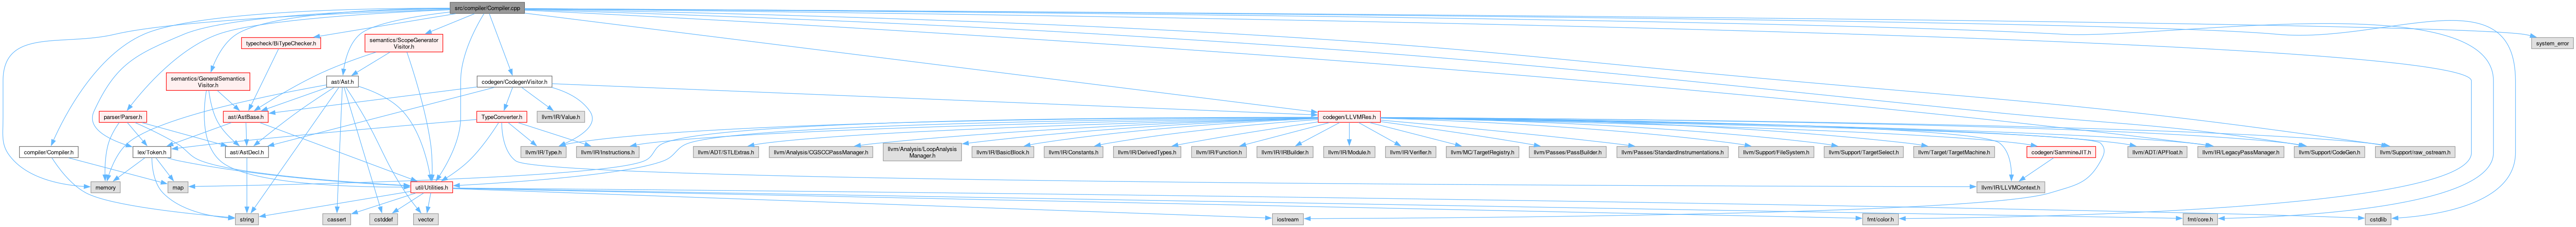 src/compiler/Compiler.cpp
typecheck/BiTypeChecker.h
semantics/ScopeGenerator
Visitor.h
system_error
semantics/GeneralSemantics
Visitor.h
ast/Ast.h
codegen/CodegenVisitor.h
parser/Parser.h
ast/AstBase.h
TypeConverter.h
llvm/IR/Value.h
codegen/LLVMRes.h
compiler/Compiler.h
lex/Token.h
ast/AstDecl.h
llvm/IR/Type.h
llvm/IR/Instructions.h
llvm/ADT/STLExtras.h
llvm/Analysis/CGSCCPassManager.h
llvm/Analysis/LoopAnalysis
Manager.h
llvm/IR/BasicBlock.h
llvm/IR/Constants.h
llvm/IR/DerivedTypes.h
llvm/IR/Function.h
llvm/IR/IRBuilder.h
llvm/IR/Module.h
llvm/IR/Verifier.h
llvm/MC/TargetRegistry.h
llvm/Passes/PassBuilder.h
llvm/Passes/StandardInstrumentations.h
llvm/Support/FileSystem.h
llvm/Support/TargetSelect.h
llvm/Target/TargetMachine.h
codegen/SammineJIT.h
llvm/ADT/APFloat.h
llvm/IR/LegacyPassManager.h
llvm/Support/CodeGen.h
llvm/Support/raw_ostream.h
memory
map
util/Utilities.h
llvm/IR/LLVMContext.h
string
cassert
cstddef
vector
iostream
fmt/color.h
fmt/core.h
cstdlib